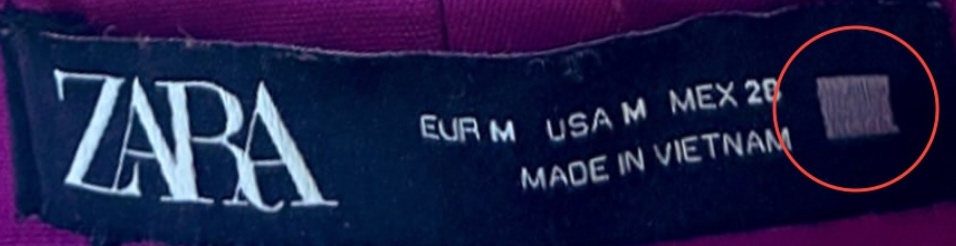 ZARA
EUR M USA M MEX 28
MADE IN VIETNAM